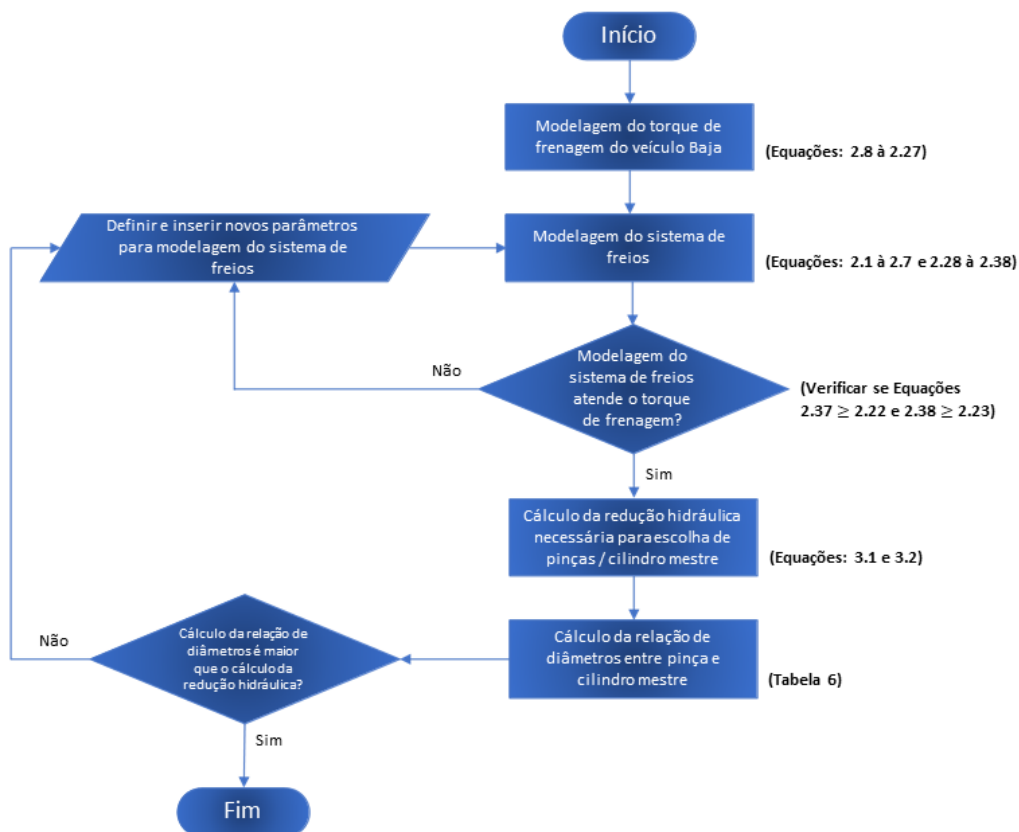 Início
Modelagem do torque de
frenagem do veículo Baja
(Equações: 2.8 à 2.27)
Definir e inserir novos parâmetros
para modelagem do sistema de
freios
Modelagem do sistema de
freios
(Equações: 2.1 à 2.7 e 2.28 à 2.38)
Modelagem do
sistema de freios
atende o torque
de frenagem?
Não
(Verificar se Equações
2.37 ≥ 2.22 e 2.38 ≥ 2.23)
Sim
Cálculo da redução hidráulica
necessária para escolha de
pinças / cilindro mestre
(Equações: 3.1 e 3.2)
Cálculo da relação de
diâmetros entre pinça e
cilindro mestre
(Tabela 6)
Não
Cálculo da relação de
diâmetros é maior
que o cálculo da
redução hidráulica?
Sim
Fim